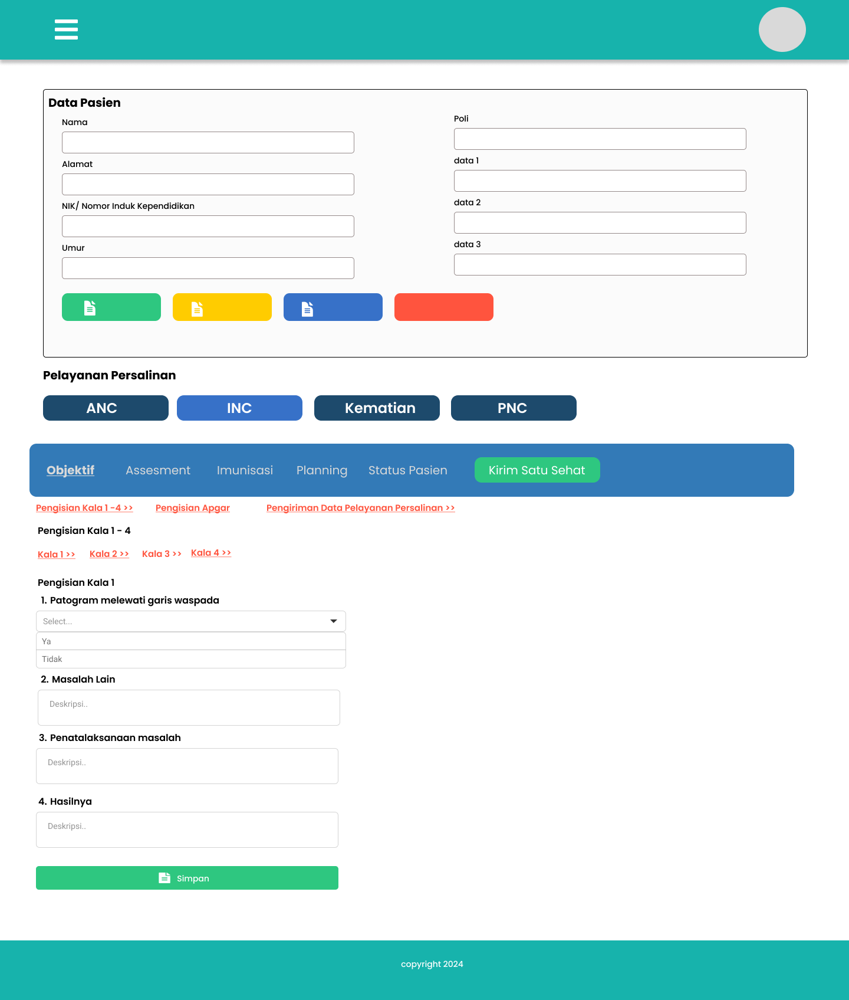 Data Pasien
Nama
Alamat
NIK/ Nomor Induk Kependidikan
Umur
Poli
data 1
data 2
data 3
Pelayanan Persalinan
ANC INC Kematian PNC
Objektif Assesment Imunisasi Planning Status Pasien Kirim Satu Sehat
Pengisian Kala 1 -4 >> Pengisian Apgar Pengiriman Data Pelayanan Persalinan >>
Pengisian Kala 1 - 4
Kala 1 >> Kala 2 >> Kala 3 >> Kala 4 >>
Pengisian Kala 1
1. Patogram melewati garis waspada
Select...
Ya
Tidak
2. Masalah Lain
Deskripsi..
3. Penatalaksanaan masalah
Deskripsi..
4. Hasilnya
Deskripsi..
Simpan
copyright 2024